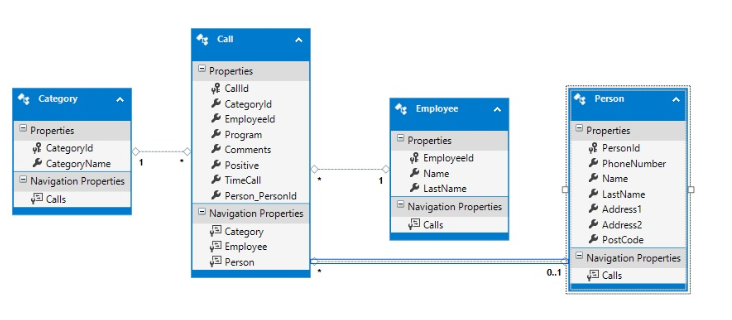 Category
Properties
CategoryId
CategoryName
Navigation Properties
Calls
1
*
Call
Properties
CallId
CategoryId
EmployeeId
Program
Comments
Positive
TimeCall
Person_PersonId
Navigation Properties
Category
Employee
Person
*
1
Employee
Properties
EmployeeId
Name
LastName
Navigation Properties
Calls
*
0..1
Person
Properties
PersonId
PhoneNumber
Name
LastName
Address1
Address2
PostCode
Navigation Properties
Calls